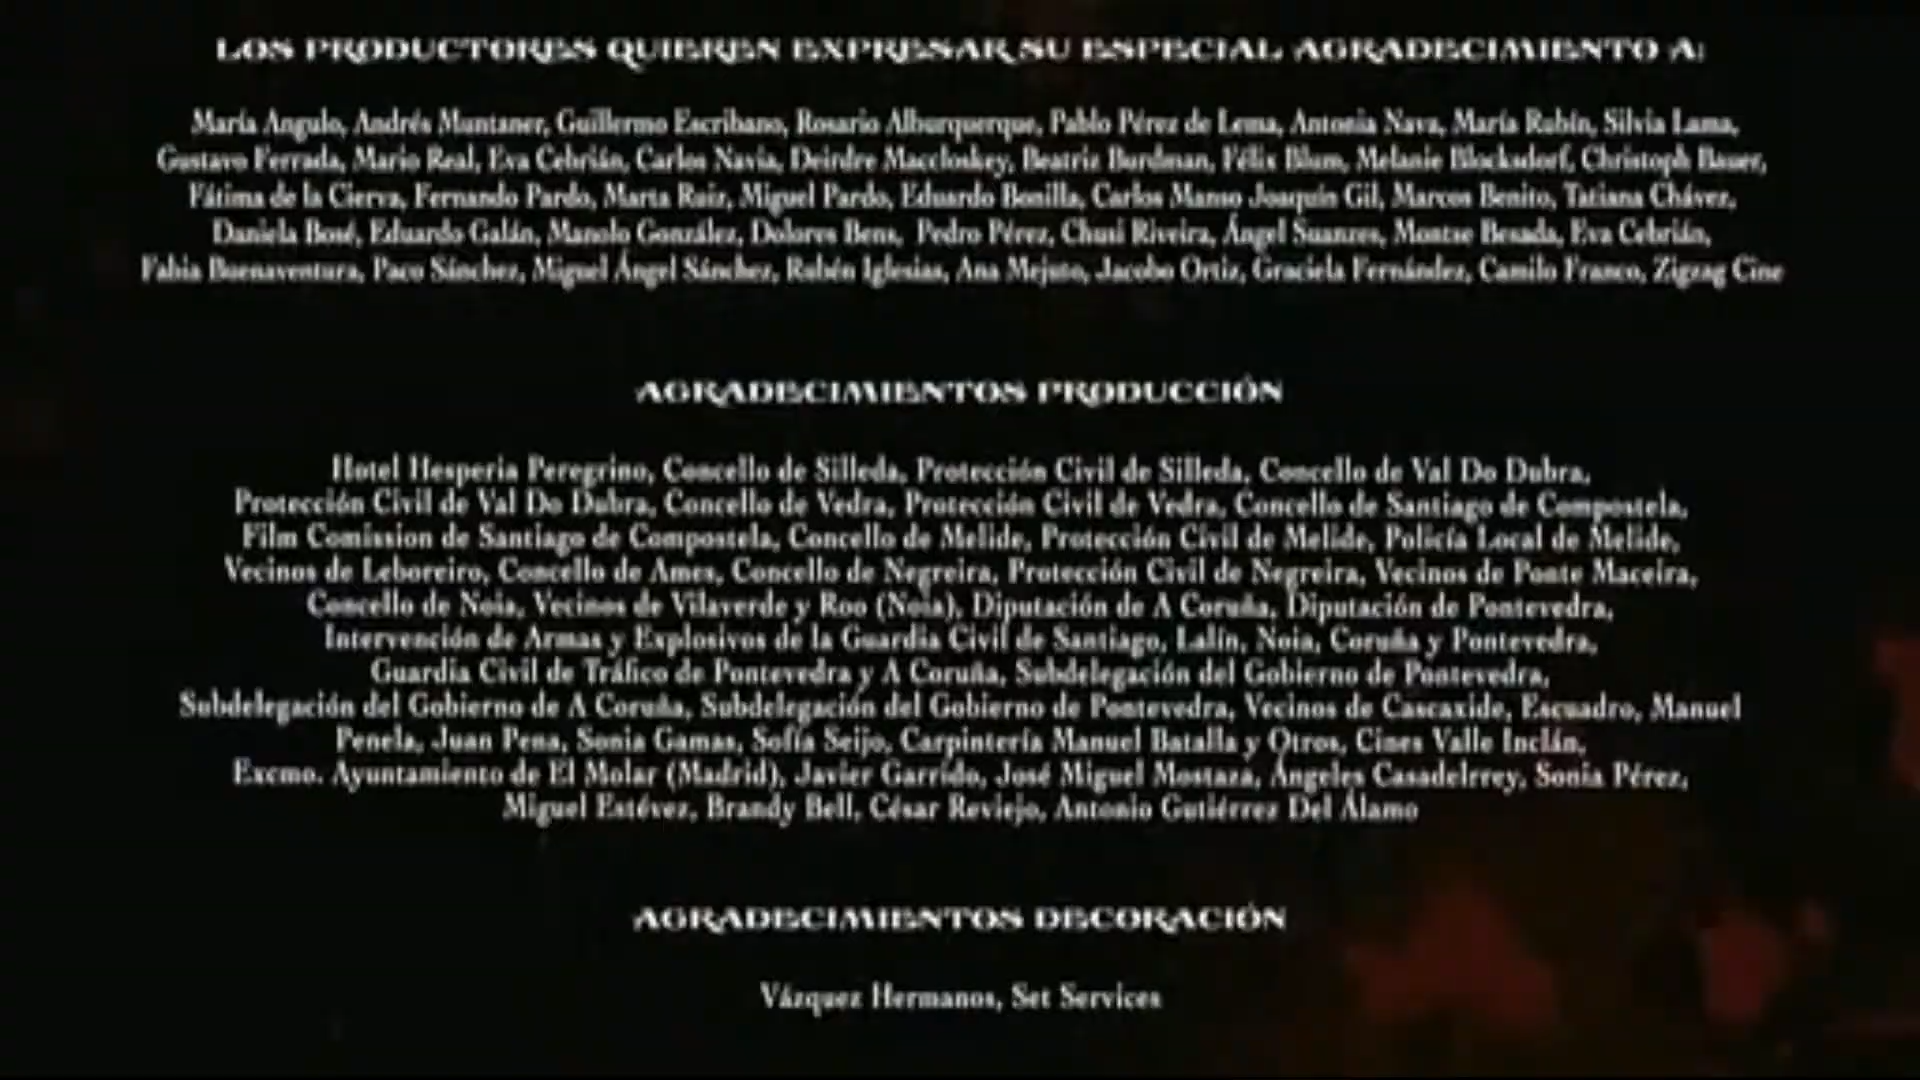 LOS PRODUCTORES QUIEREN EXPRESAR SU ESPECIAL AGRADECIMIENTO A:
María Angulo, Andrés Muntaner, Guillermo Escribano, Rosario Alburquerque, Pablo Pérez de Lema, Antonia Nava, María Rubín, Silvia Lama,
Gustavo Ferrada, Mario Real, Eva Cebrián, Carlos Navia, Deirdre Maccloskey, Beatriz Burdman, Félix Blum, Melanie Blocksdorf, Christoph Bauer,
Fátima de la Cierva, Fernando Pardo, Marta Ruiz, Miguel Pardo, Eduardo Bonilla, Carlos Manso Joaquín Gil, Marcos Benito, Tatiana Chávez,
Daniela Bosé, Eduardo Galán, Manolo González, Dolores Bens, Pedro Pérez, Chusi Riveira, Ángel Suanzes, Montse Besada, Eva Cebrián,
Fabia Buenaventura, Paco Sánchez, Miguel Ángel Sánchez, Rubén Iglesias, Ana Mejuto, Jacobo Ortiz, Graciela Fernández, Camilo Franco, Zigzag Cine
AGRADECIMIENTOS PRODUCCIÓN
Hotel Hesperia Peregrino, Concello de Silleda, Protección Civil de Silleda, Concello de Val Do Dubra,
Protección Civil de Val Do Dubra, Concello de Vedra, Protección Civil de Vedra, Concello de Santiago de Compostela,
Film Comission de Santiago de Compostela, Concello de Melide, Protección Civil de Melide, Policía Local de Melide,
Vecinos de Leboreiro, Concello de Ames, Concello de Negreira, Protección Civil de Negreira, Vecinos de Ponte Maceira,
Concello de Noia, Vecinos de Vilaverde y Roo (Noia), Diputación de A Coruña, Diputación de Pontevedra,
Intervención de Armas y Explosivos de la Guardia Civil de Santiago, Lalín, Noia, Coruña y Pontevedra,
Guardia Civil de Tráfico de Pontevedra y A Coruña, Subdelegación del Gobierno de Pontevedra,
Subdelegación del Gobierno de A Coruña, Subdelegación del Gobierno de Pontevedra, Vecinos de Cascaxide, Escuadro, Manuel
Penela, Juan Pena, Sonia Gamas, Sofía Seijo, Carpintería Manuel Batalla y Otros, Cines Valle Inclán,
Excmo. Ayuntamiento de El Molar (Madrid), Javier Garrido, José Miguel Mostaza, Ángeles Casadelrrey, Sonia Pérez,
Miguel Estévez, Brandy Bell, César Reviejo, Antonio Gutiérrez Del Álamo
AGRADECIMIENTOS DECORACIÓN
Vázquez Hermanos, Set Services